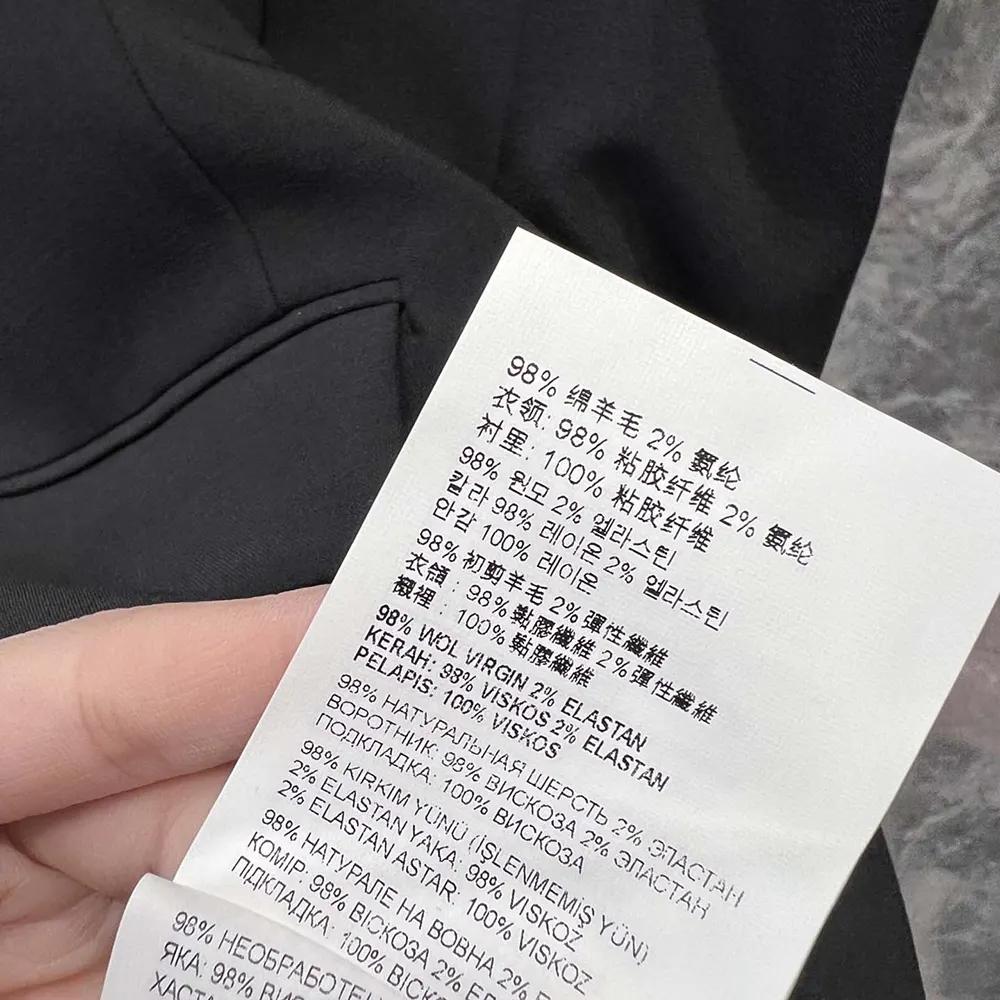 98% 绵羊毛 2% 氨纶
衣领: 98% 粘胶纤维 2% 氨纶
衬里: 100% 粘胶纤维
98% 원모 2% 엘라스틴
칼라 98% 레이온 2% 엘라스틴
안감 100% 레이온
98% 初剪羊毛 2% 彈性纖維
衣領: 98% 黏膠纖維 2% 彈性纖維
襯裡: 100% 黏膠纖維
98% WOL VIRGIN 2% ELASTAN
KERAH: 98% VISKOS 2% ELASTAN
PELAPIS: 100% VISKOS
98% НАТУРАЛЬНАЯ ШЕРСТЬ 2% ЭЛАСТАН
ВОРОТНИК: 98% ВИСКОЗА 2% ЭЛАСТАН
ПОДКЛАДКА: 100% ВИСКОЗА
98% KIRKIM YÜNÜ (İŞLENMEMİŞ YÜN)
2% ELASTAN YAKA: 98% VISKOZ
2% ELASTAN ASTAR: 100% VISKOZ
98% НАТУРАЛЕ НА ВОВНА 2%
КОМІР: 98% ВІСКОЗА 2%
ПІДКЛАДКА: 100%
98%
ЯКА: 98%